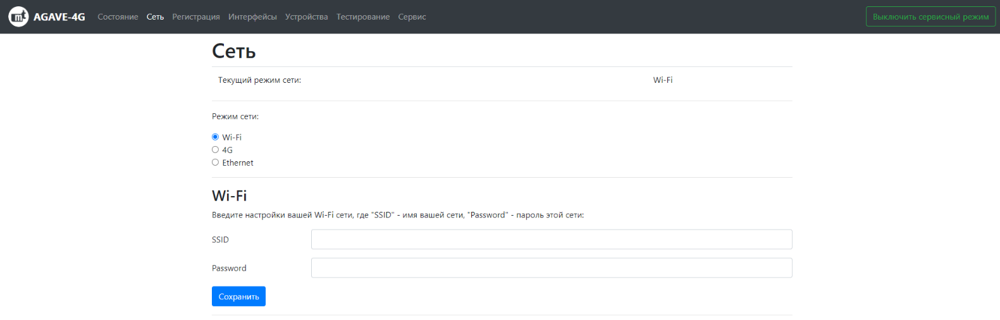 mt AGAVE-4G Состояние Сеть Регистрация Интерфейсы Устройства Тестирование Сервис Выключить сервисный режим
Сеть
Текущий режим сети: Wi-Fi
Режим сети:
Wi-Fi
4G
Ethernet
Wi-Fi
Введите настройки вашей Wi-Fi сети, где "SSID" - имя вашей сети, "Password" - пароль этой сети:
SSID
Password
Сохранить